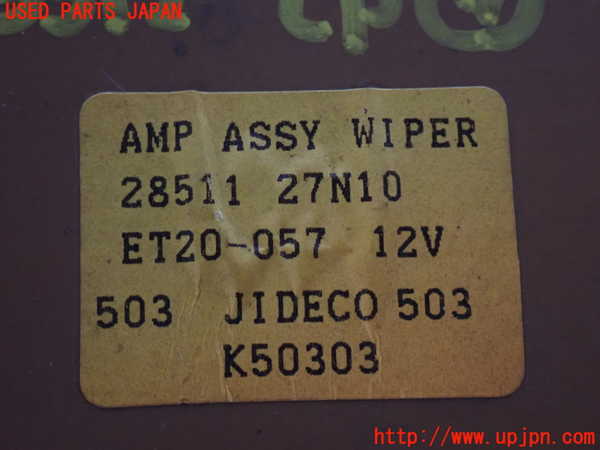 USED PARTS JAPAN
AMP ASSY WIPER
28511 27N10
ET20-057 12V
503 JIDECO 503
K50303
http://www.upjpn.com/